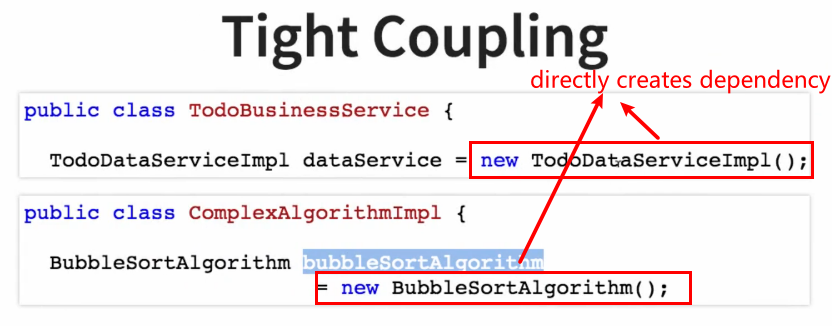 Tight Coupling
directly creates dependency
public class TodoBusinessService {
TodoDataServiceImpl dataService = new TodoDataServiceImpl();
public class ComplexAlgorithmImpl {
BubbleSortAlgorithm bubbleSortAlgorithm
= new BubbleSortAlgorithm();